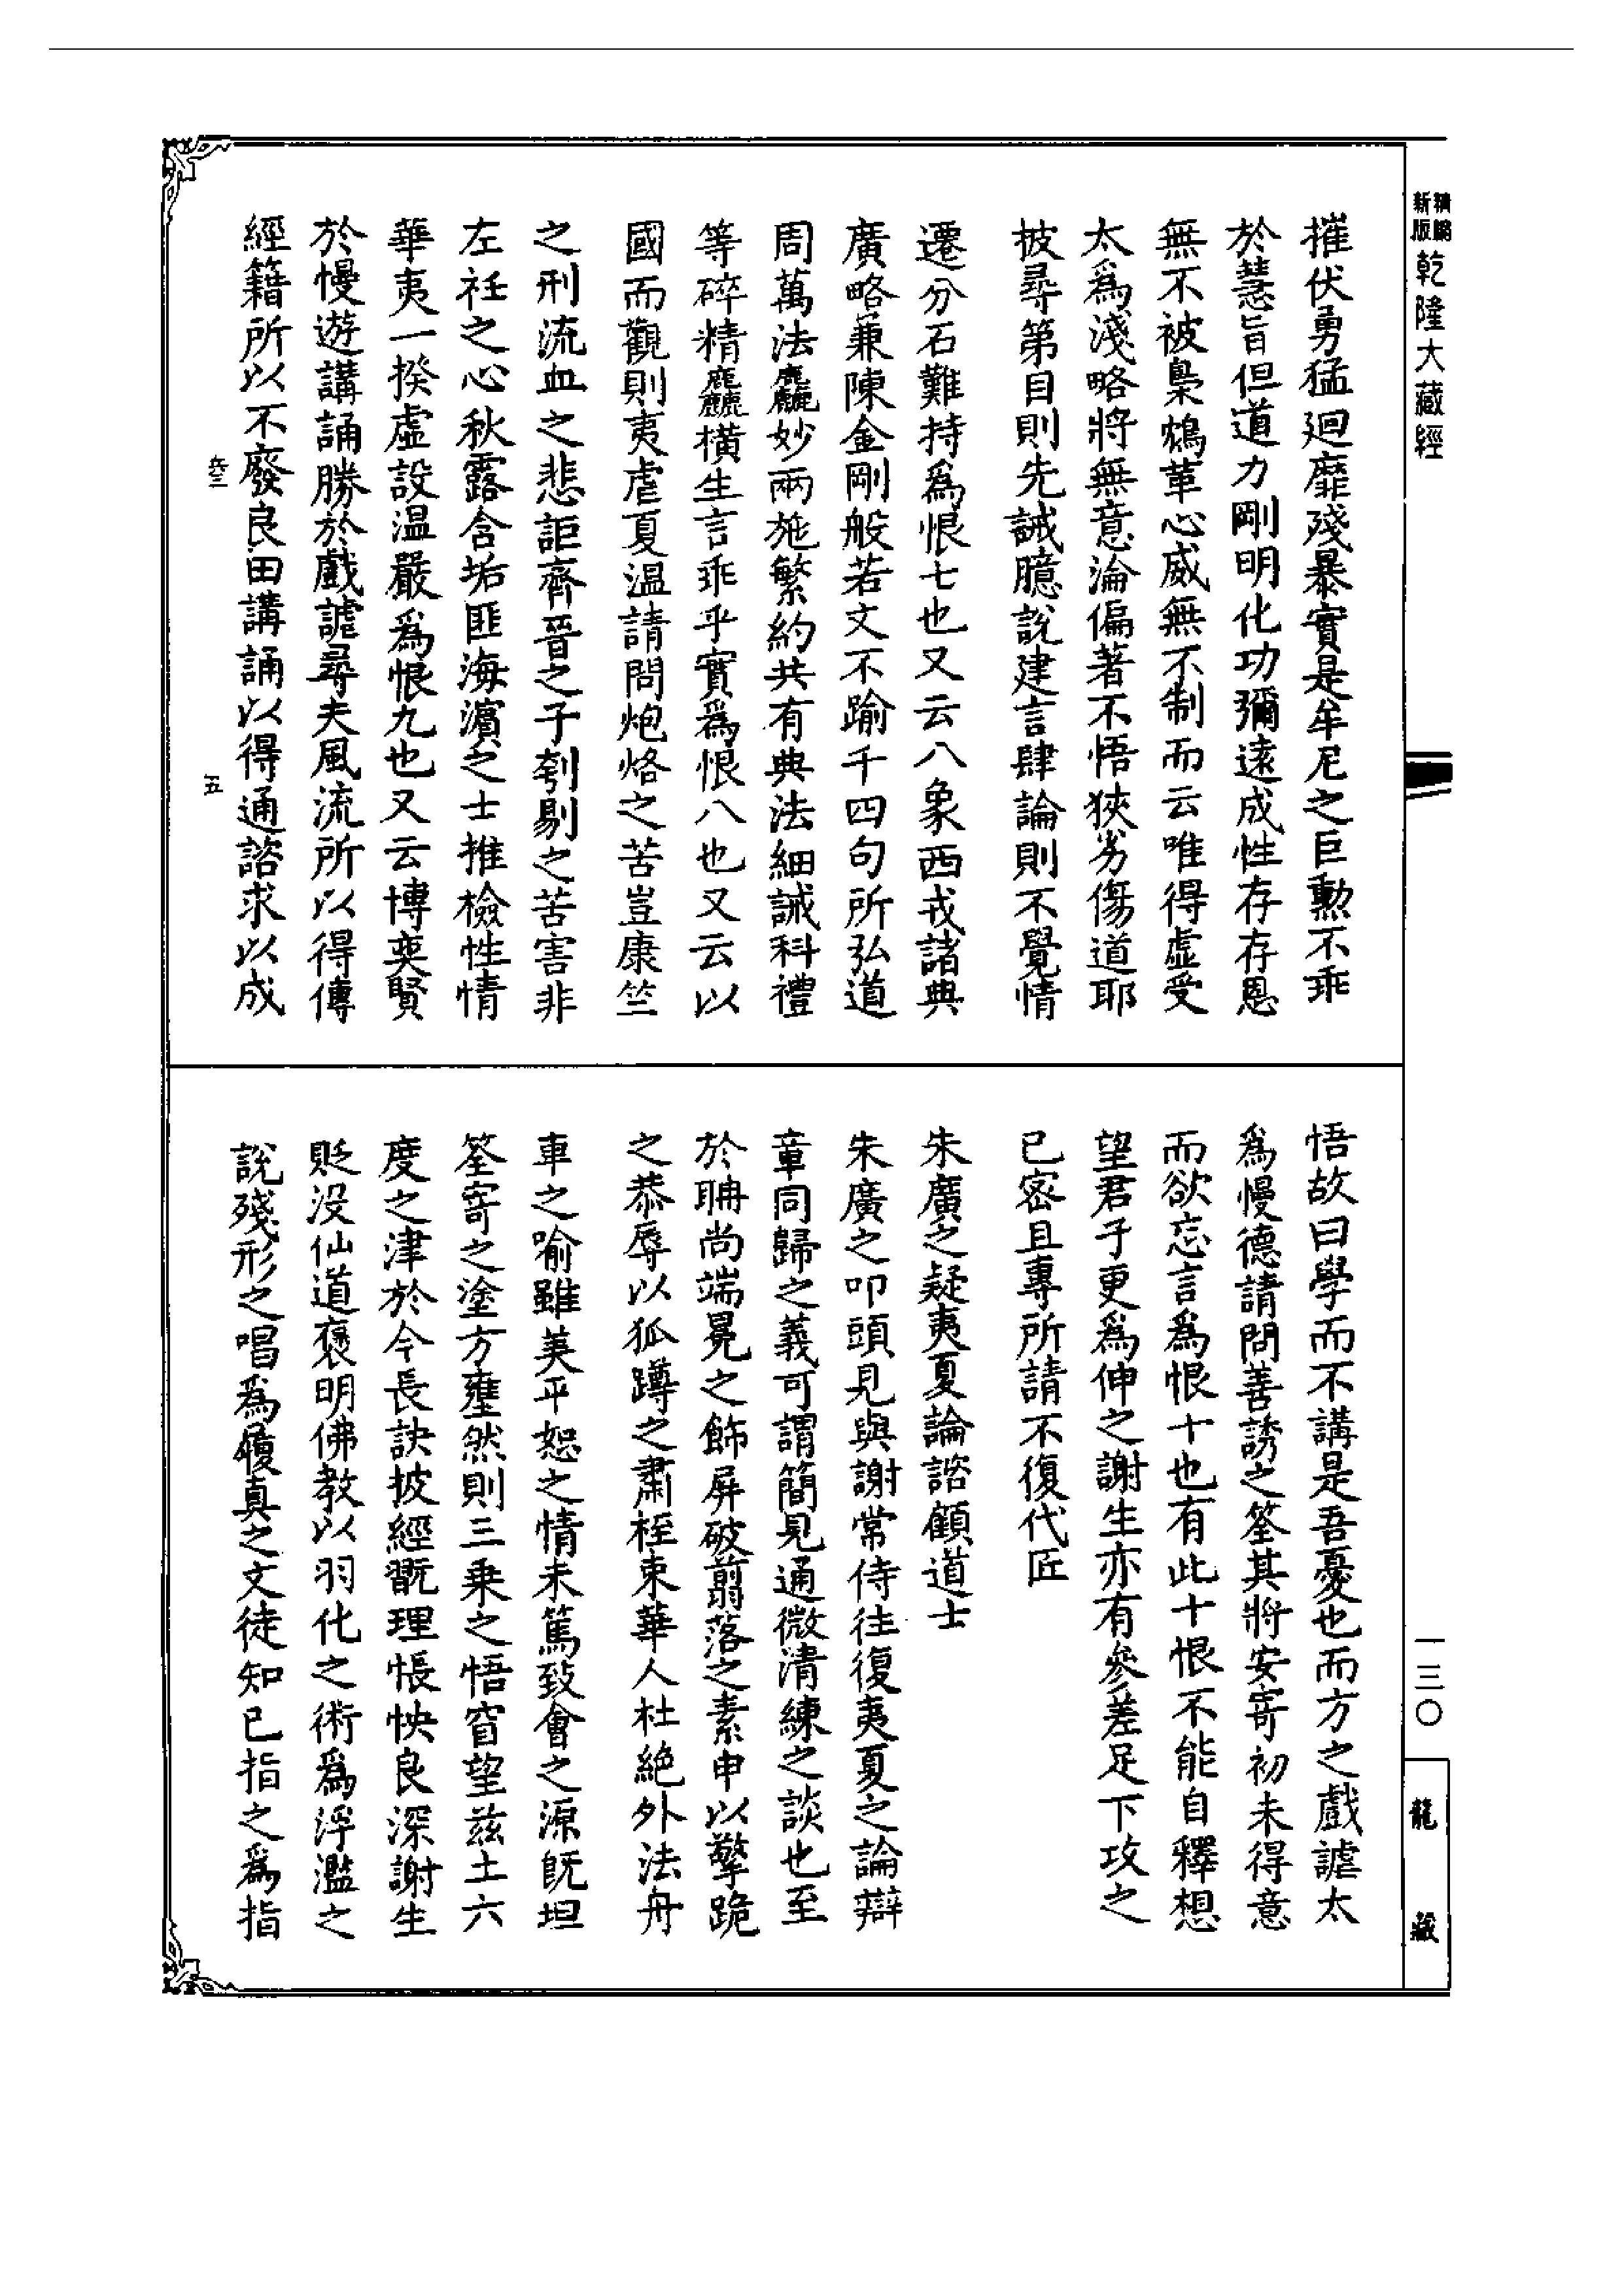 新版精縮
乾隆大藏經
一三〇
龍藏
摧伏勇猛廻靡殘暴實是牟尼之巨勲不乖
於慧旨但道力剛明化功彌遠成性存存恩
無不被梟鴆革心威無不制而云唯得虛受
太爲淺略將無意淪偏著不悟狹劣傷道耶
披尋第目則先誡臆說建言肆論則不覺情
遷分石難持爲恨七也又云八象西戎諸典
廣略兼陳金剛般若文不踰千四句所弘道
周萬法麤妙兩施繁約共有典法細誡科禮
等碎精麤橫生言乖乎實爲恨八也又云以
國而觀則夷虐夏溫請問炮烙之苦豈康竺
之刑流血之悲詎齊晉之子刳剔之苦害非
左衽之心秋露含垢匪海濵之士推檢性情
華夷一揆虛設温嚴爲恨九也又云博奕賢
於慢遊講誦勝於戲謔尋夫風流所以得傳
經籍所以不廢良由講誦以得通諮求以成
五
悟故曰學而不講是吾憂也而方之戲謔太
爲慢德請問善誘之筌其將安寄初未得意
而欲忘言爲恨十也有此十恨不能自釋想
望君子更爲伸之謝生亦有參差足下攻之
已密且專所請不復代匠
朱廣之疑夷夏論諮顧道士
朱廣之叩頭見與謝常侍往復夷夏之論辯
章同歸之義可謂簡見通微清練之談也至
於聃尚端冕之飾屏破翦落之素申以擎跪
之恭辱以狐蹲之肅桎束華人杜絶外法舟
車之喻雖美平恕之情未篤致會之源旣坦
筌寄之塗方壅然則三乘之悟窅望茲土六
度之津於今長訣披經翫理悵怏良深謝生
貶没仙道褒明佛教以羽化之術爲浮濫之
說殘形之唱爲履真之文徒知已指之爲指